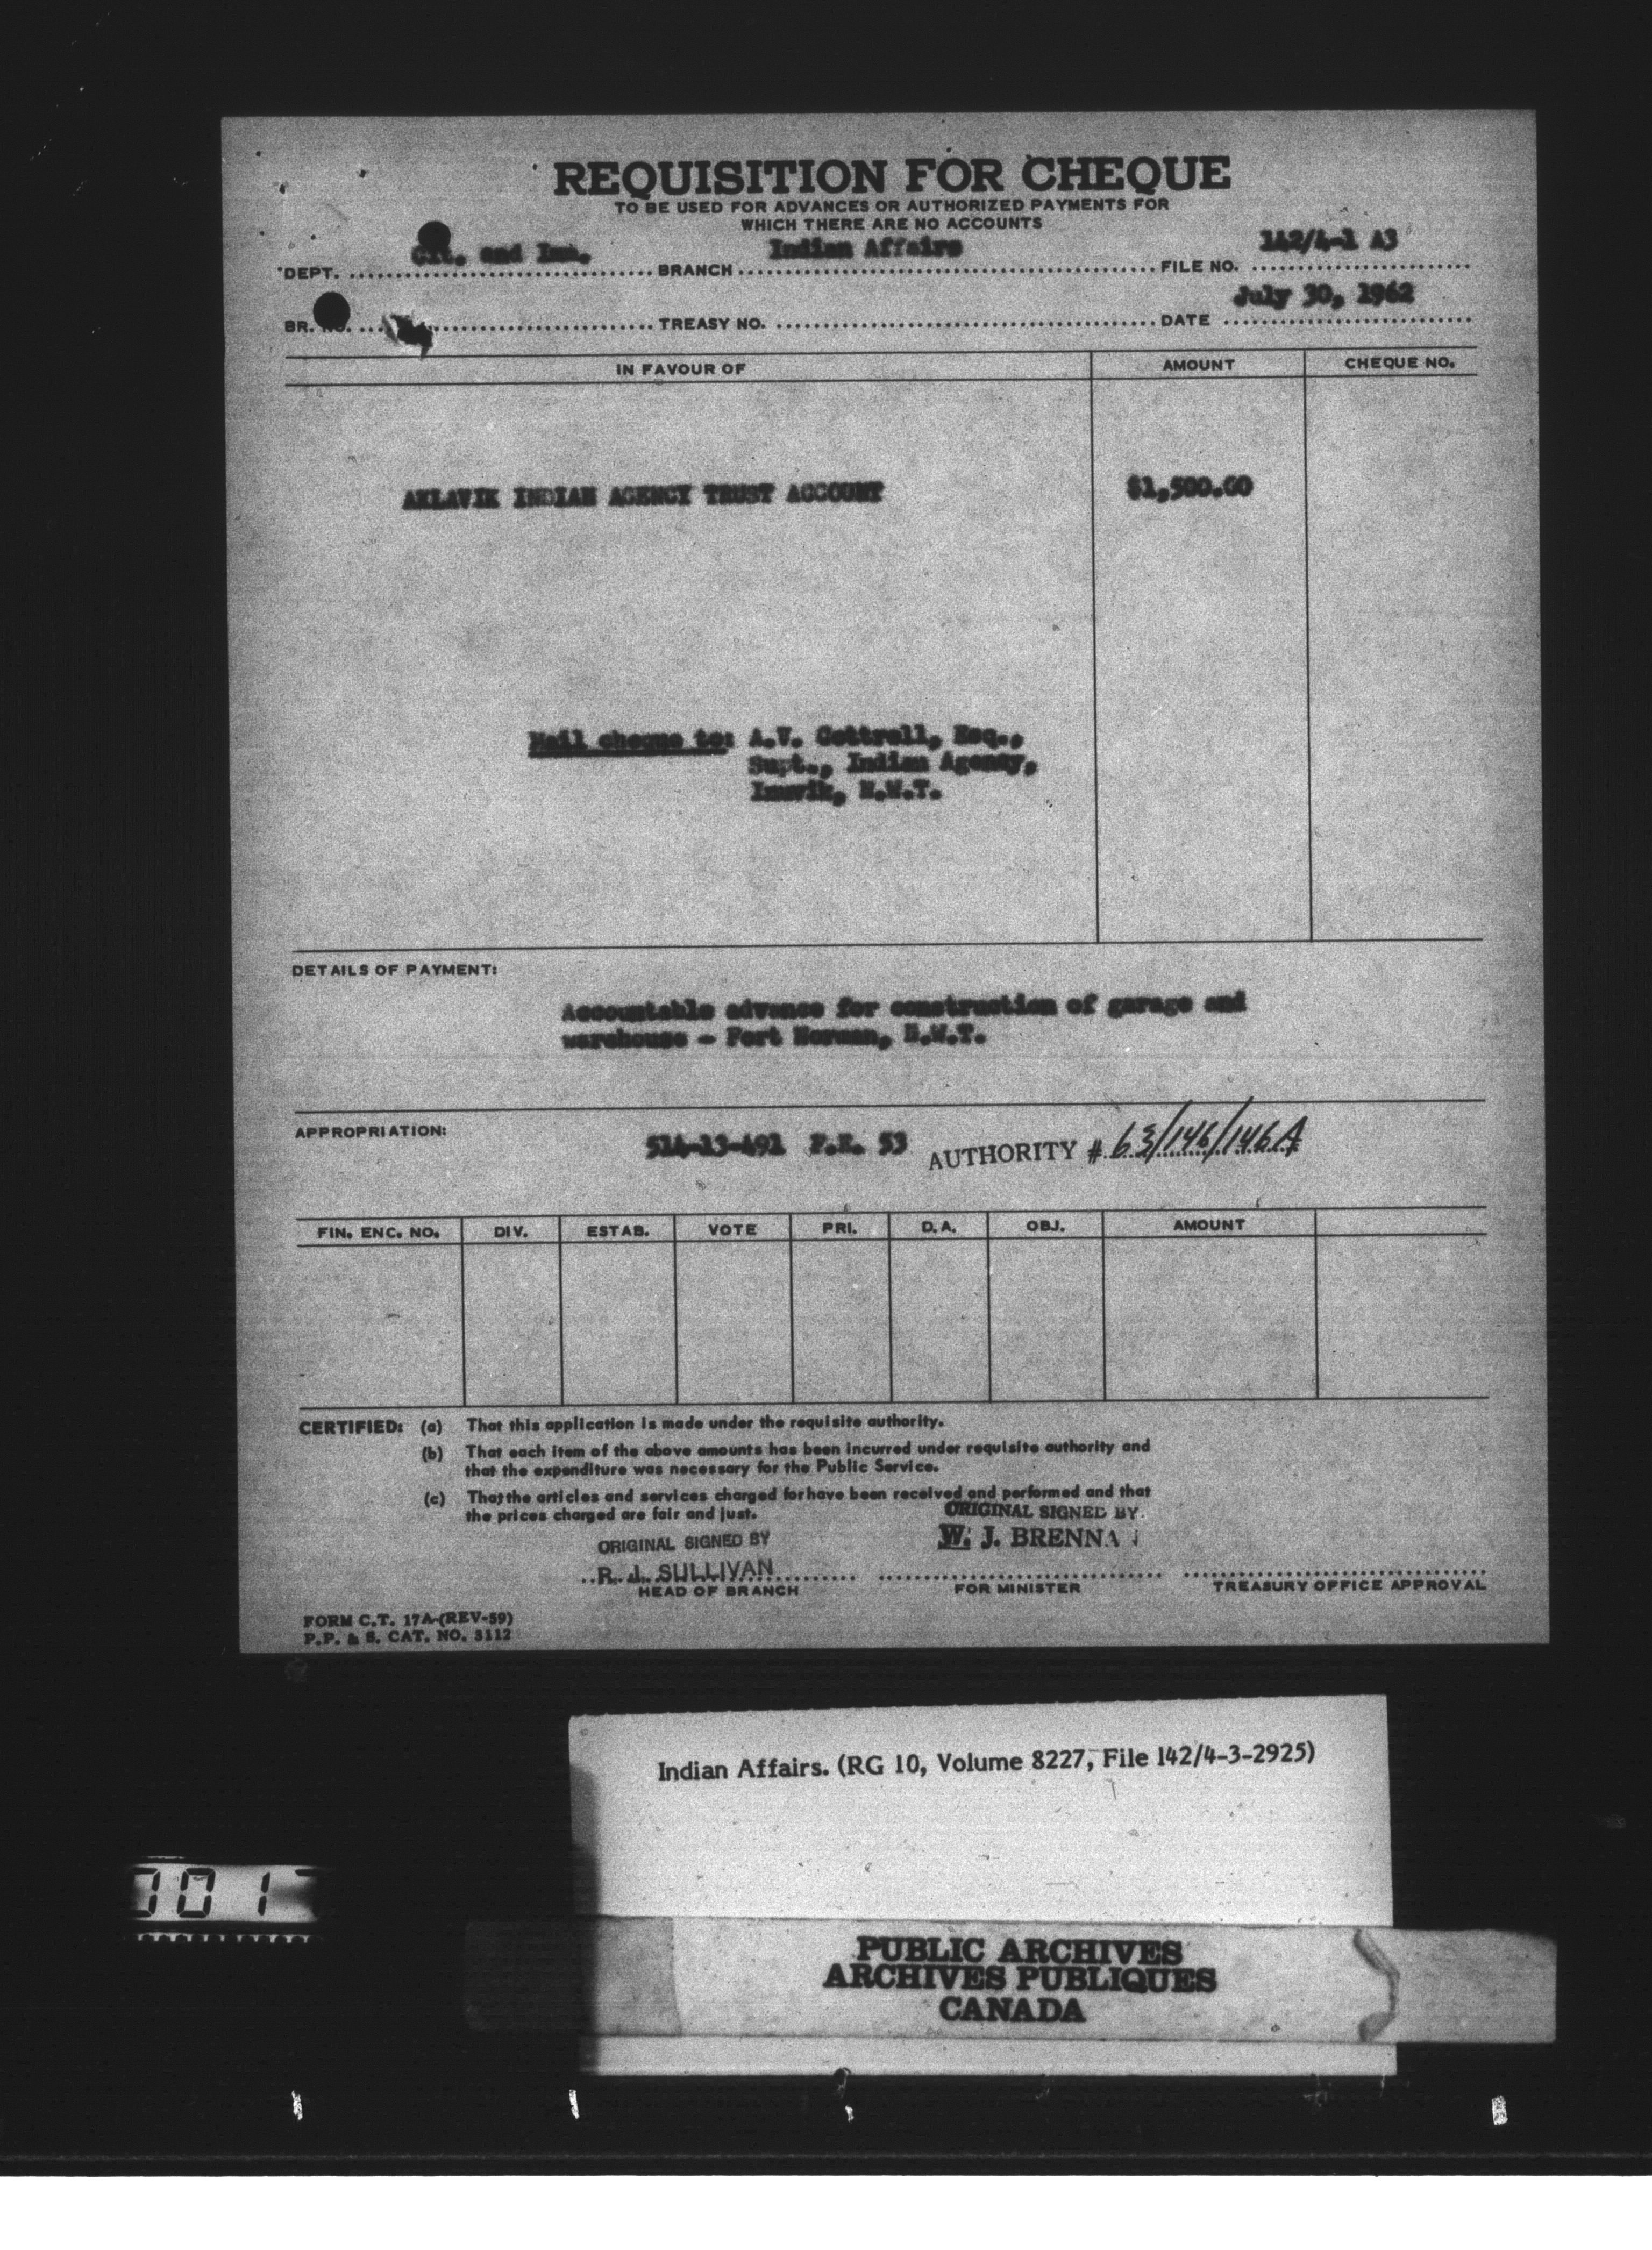 REQUISITION FOR CHEQUE
TO BE USED FOR ADVANCES OR AUTHORIZED PAYMENTS FOR
WHICH THERE ARE NO ACCOUNTS
DEPT. Cit. and Imm. BRANCH Indian Affairs FILE NO. 142/4-1 A3
BR. NO. TREASY NO. DATE July 30, 1962
IN FAVOUR OF AMOUNT CHEQUE NO.
AKLAVIK INDIAN AGENCY TRUST ACCOUNT $1,500.00
Mail cheque to: A.V. Cottrell, Esq.,
Supt., Indian Agency,
Inuvik, N.W.T.
DETAILS OF PAYMENT:
Accountable advance for construction of garage and
warehouse - Fort Norman, N.W.T.
APPROPRIATION: 514-13-491 P.E. 53 AUTHORITY # 63/146/146A
FIN. ENC. NO. DIV. ESTAB. VOTE PRI. D.A. OBJ. AMOUNT
CERTIFIED: (a) That this application is made under the requisite authority.
(b) That each item of the above amounts has been incurred under requisite authority and
that the expenditure was necessary for the Public Service.
(c) That the articles and services charged for have been received and performed and that
the prices charged are fair and just.
ORIGINAL SIGNED BY
W. J. BRENNAN
ORIGINAL SIGNED BY
R. J. SULLIVAN
HEAD OF BRANCH FOR MINISTER TREASURY OFFICE APPROVAL
FORM C.T. 17A-(REV-59)
P.P. & S. CAT. NO. 3112
Indian Affairs. (RG 10, Volume 8227, File 142/4-3-2925)
PUBLIC ARCHIVES
ARCHIVES PUBLIQUES
CANADA